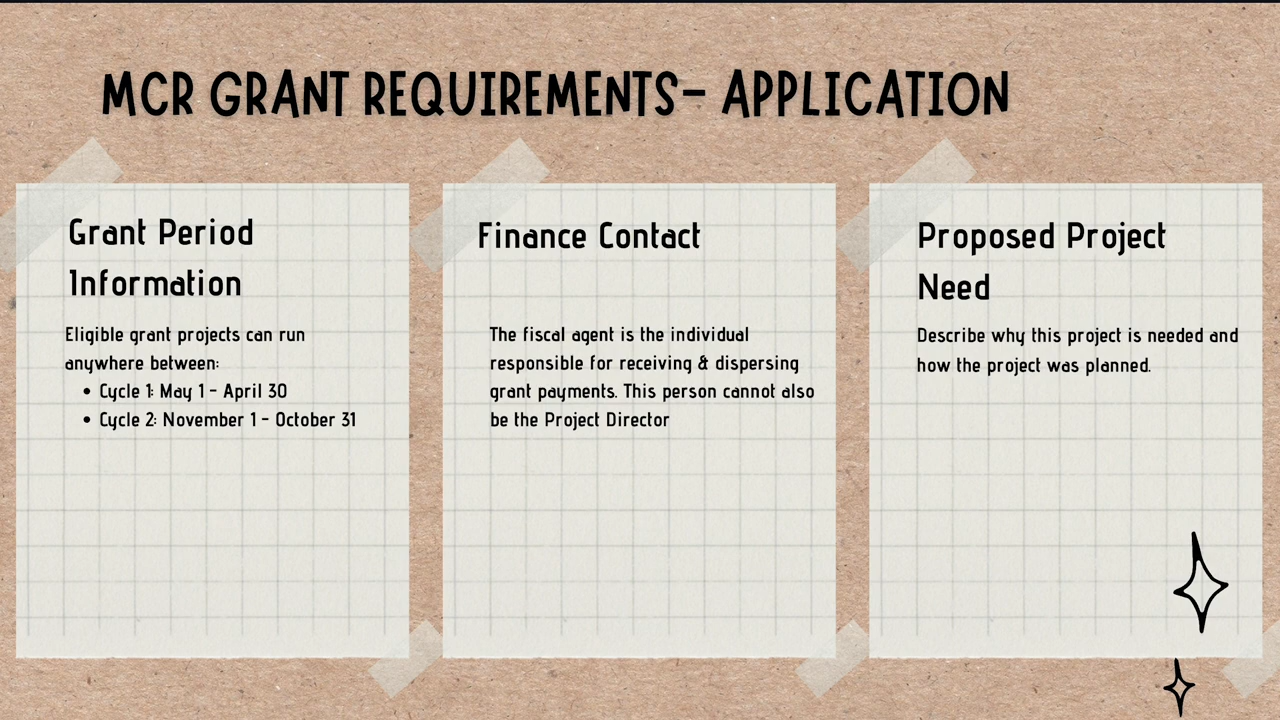 MCR GRANT REQUIREMENTS- APPLICATION
Grant Period
Information
Eligible grant projects can run
anywhere between:
• Cycle 1: May 1 - April 30
• Cycle 2: November 1 - October 31
Finance Contact
The fiscal agent is the individual
responsible for receiving & dispersing
grant payments. This person cannot also
be the Project Director
Proposed Project
Need
Describe why this project is needed and
how the project was planned.